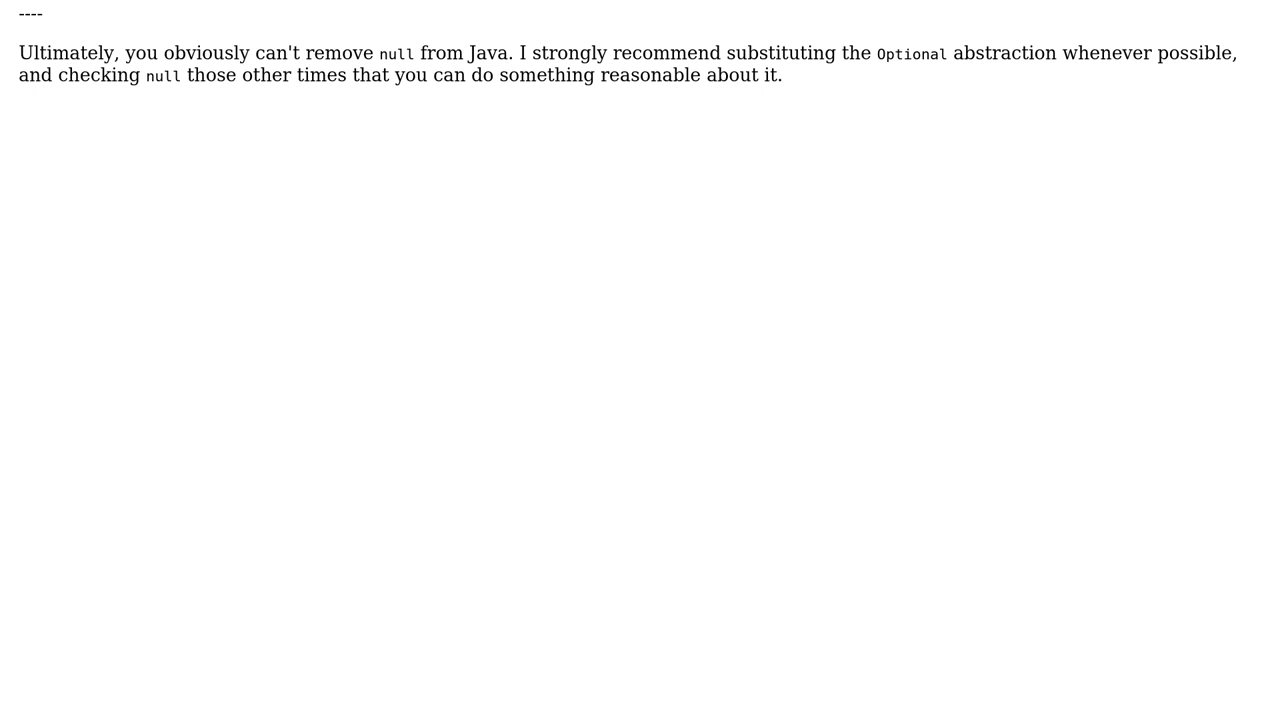 ----
Ultimately, you obviously can't remove null from Java. I strongly recommend substituting the Optional abstraction whenever possible,
and checking null those other times that you can do something reasonable about it.